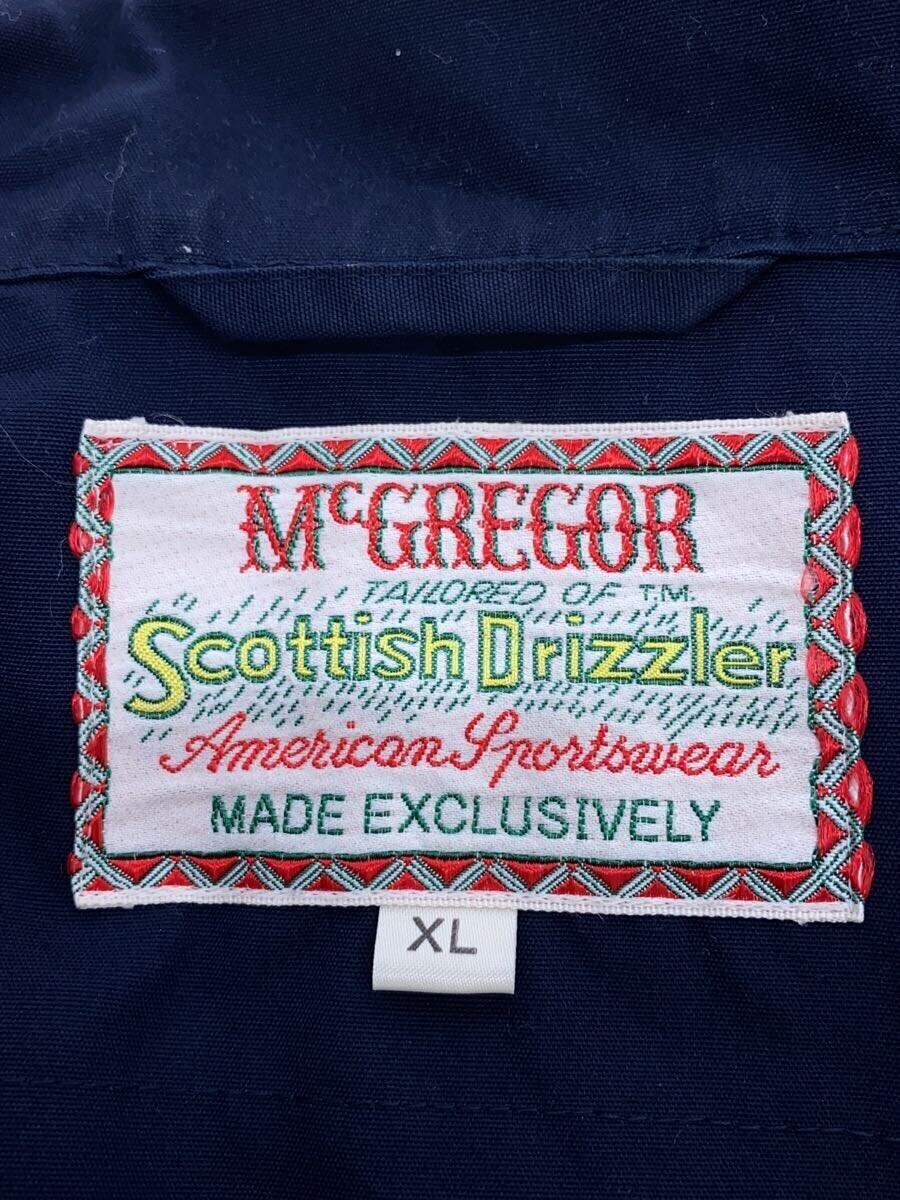 McGREGOR
TAILORED OF T.M.
Scottish Drizzler
American Sportswear
MADE EXCLUSIVELY
XL